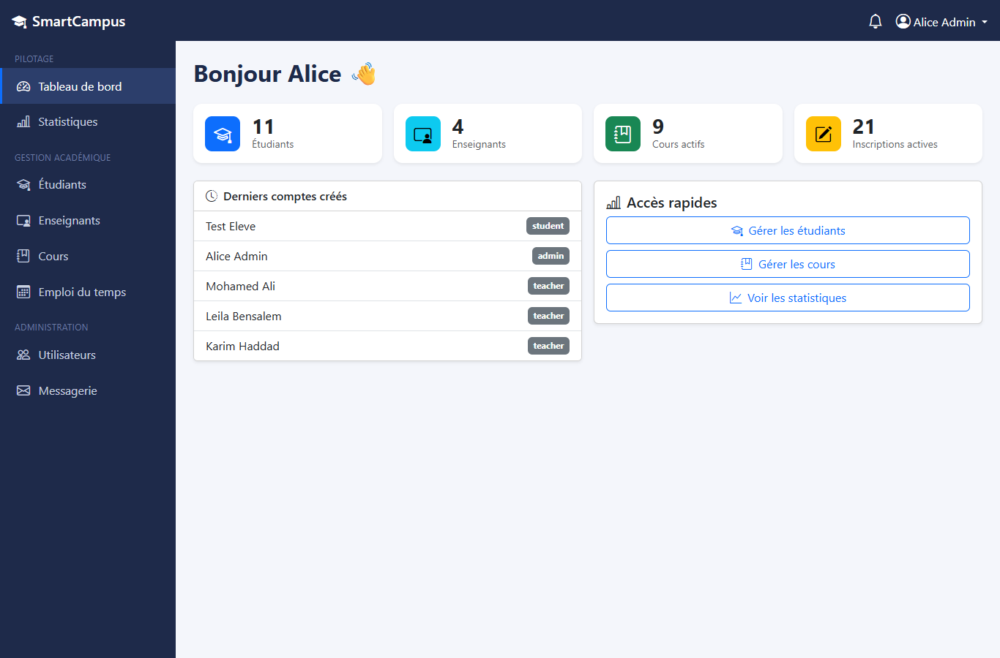 SmartCampus
Alice Admin
PILOTAGE
Tableau de bord
Statistiques
GESTION ACADÉMIQUE
Étudiants
Enseignants
Cours
Emploi du temps
ADMINISTRATION
Utilisateurs
Messagerie
Bonjour Alice 👋
11
Étudiants
4
Enseignants
9
Cours actifs
21
Inscriptions actives
Derniers comptes créés
Test Eleve student
Alice Admin admin
Mohamed Ali teacher
Leila Bensalem teacher
Karim Haddad teacher
Accès rapides
Gérer les étudiants
Gérer les cours
Voir les statistiques